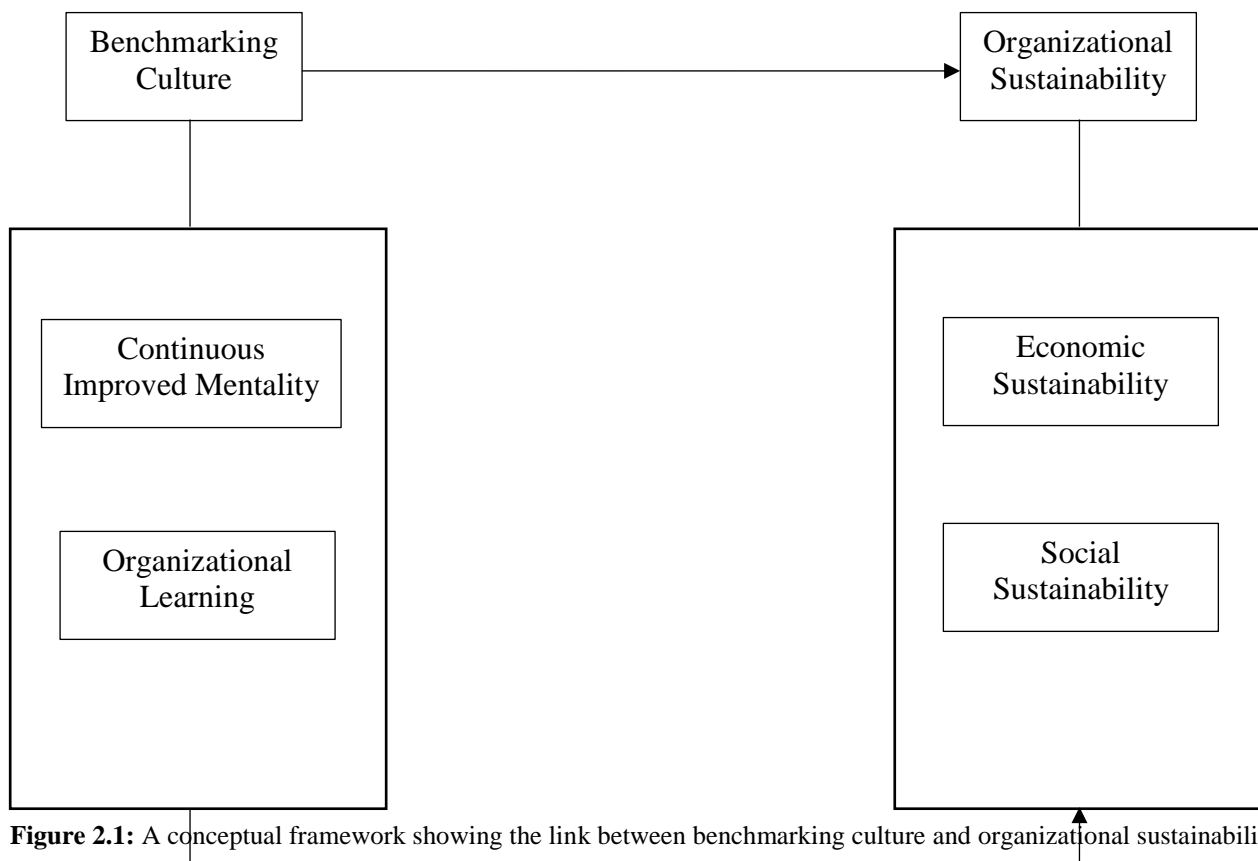 Benchmarking
Culture
Organizational
Sustainability
Continuous
Improved Mentality
Economic
Sustainability
Organizational
Learning
Social
Sustainability
Figure 2.1: A conceptual framework showing the link between benchmarking culture and organizational sustainabili